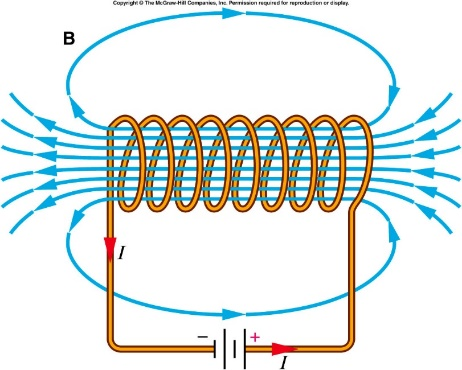 Copyright © The McGraw-Hill Companies, Inc. Permission required for reproduction or display.
B
I
− +
I